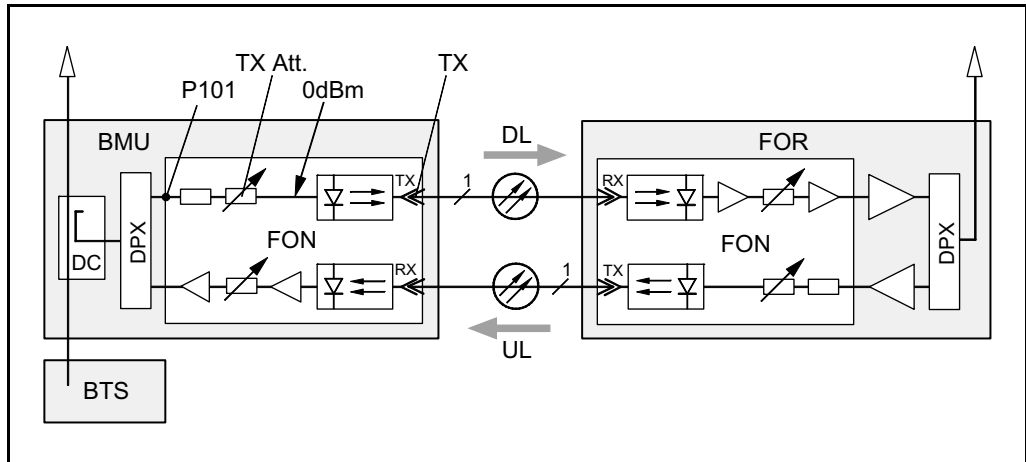 TX Att.
TX
P101
0dBm
BMU
DL
FOR
TX
1
RX
DPX
DC
FON
FON
DPX
RX
1
TX
UL
BTS